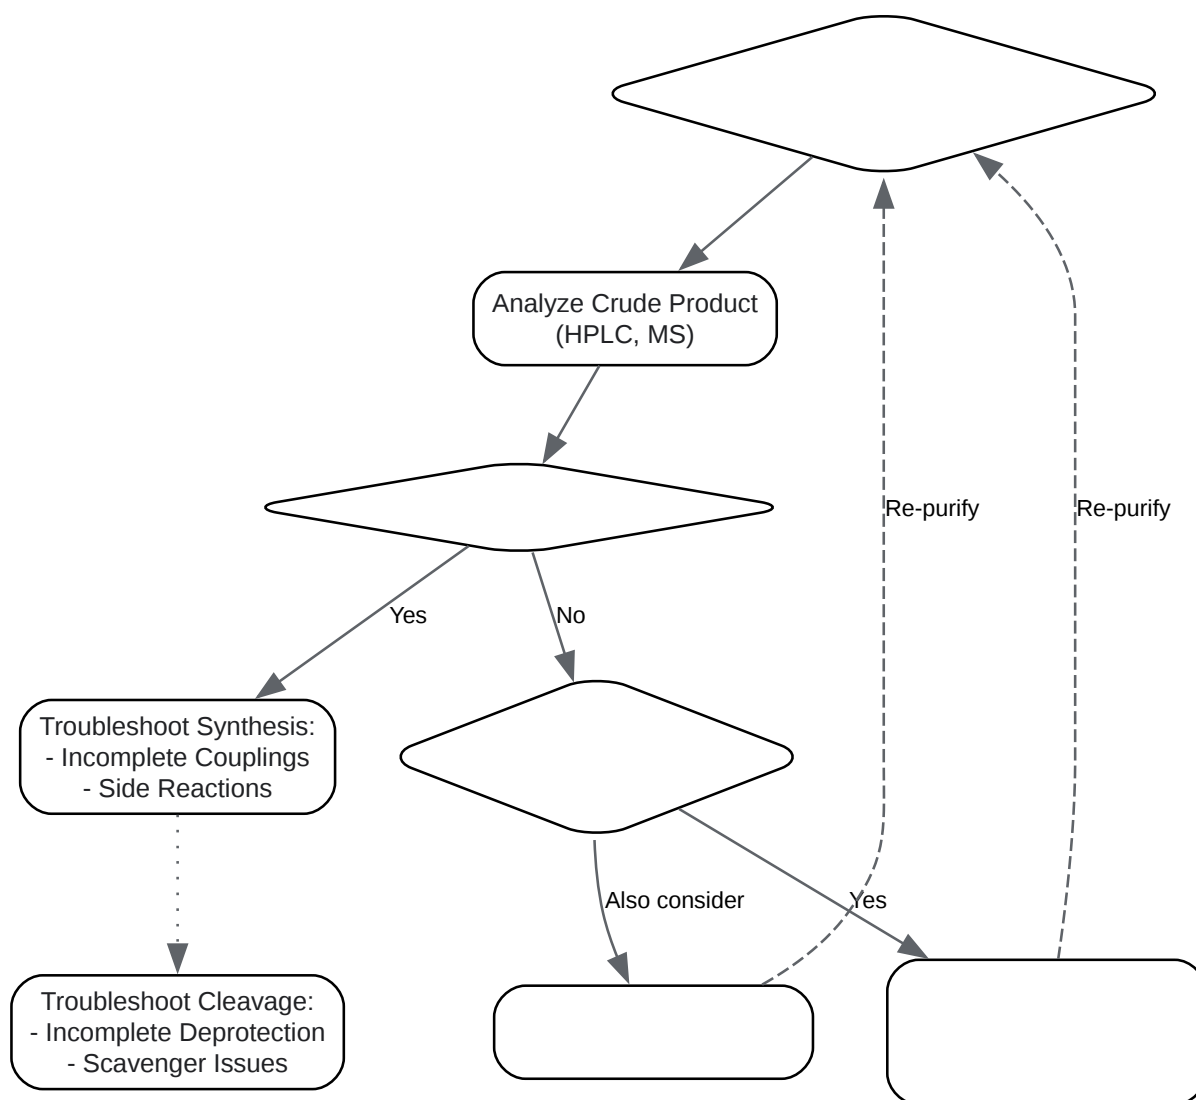 Analyze Crude Product
(HPLC, MS)
Re-purify
Re-purify
Yes
No
Troubleshoot Synthesis:
- Incomplete Couplings
- Side Reactions
Also consider
Yes
Troubleshoot Cleavage:
- Incomplete Deprotection
- Scavenger Issues